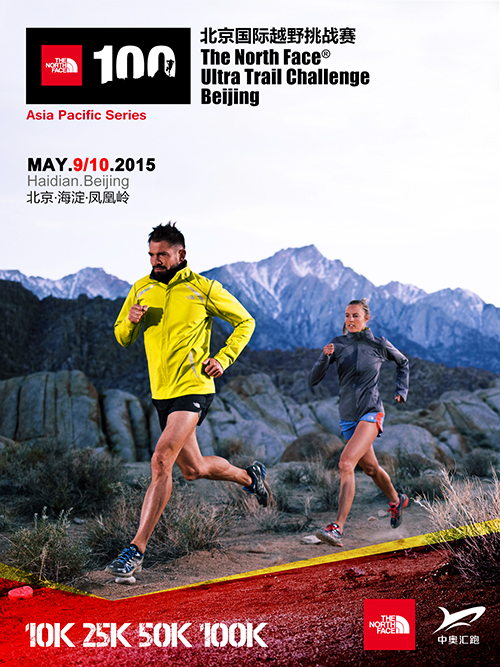 THE
NORTH
FACE
100
北京国际越野挑战赛
The North Face®
Ultra Trail Challenge
Beijing
Asia Pacific Series
MAY.9/10.2015
Haidian.Beijing
北京·海淀·凤凰岭
10K 25K 50K 100K
THE
NORTH
FACE
中奥汇跑